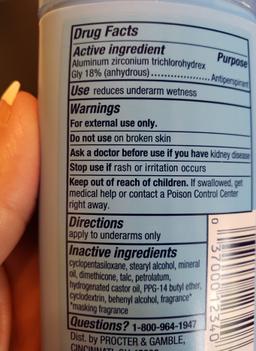 Drug Facts
Active ingredient Purpose
Aluminum zirconium trichlorohydrex
Gly 18% (anhydrous)................ Antiperspirant
Use reduces underarm wetness
Warnings
For external use only.
Do not use on broken skin
Ask a doctor before use if you have kidney disease
Stop use if rash or irritation occurs
Keep out of reach of children. If swallowed, get
medical help or contact a Poison Control Center
right away.
Directions
apply to underarms only
Inactive ingredients
cyclopentasiloxane, stearyl alcohol, mineral
oil, dimethicone, talc, petrolatum,
hydrogenated castor oil, PPG-14 butyl ether,
cyclodextrin, behenyl alcohol, fragrance*
*masking fragrance
Questions? 1-800-964-1947
Dist. by PROCTER & GAMBLE,
CINCINNATI, OH
0 37000 12340